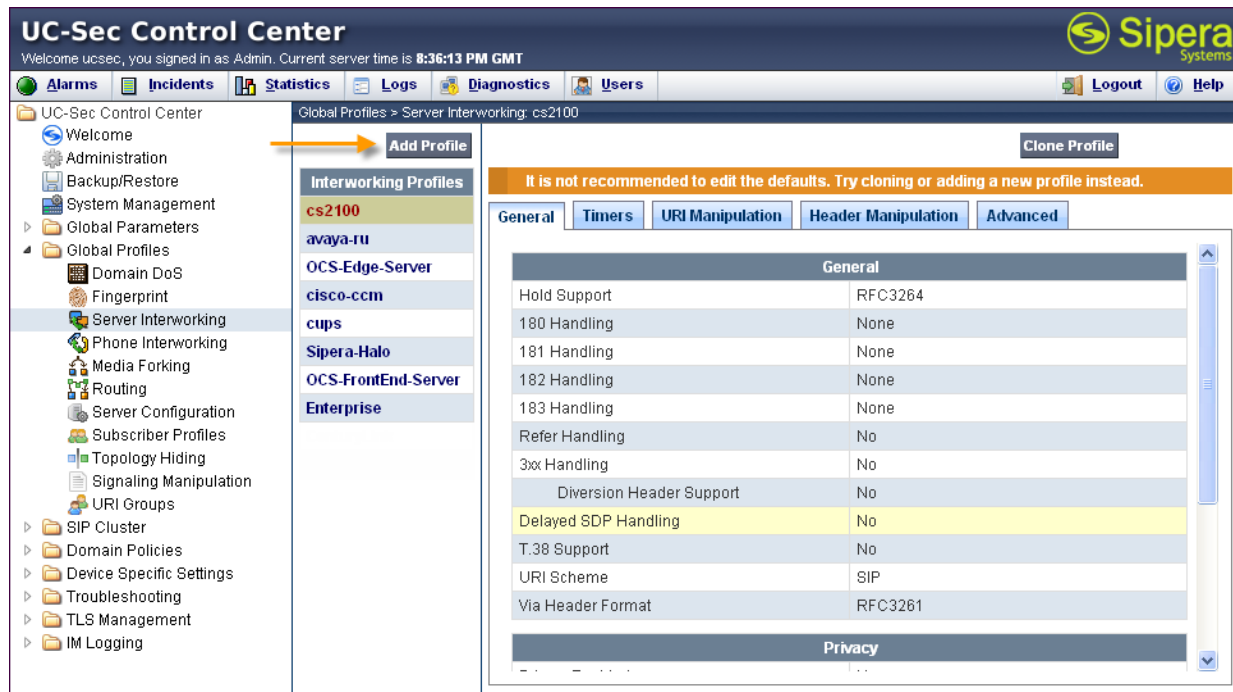 UC-Sec Control Center
Welcome ucsec, you signed in as Admin. Current server time is 8:36:13 PM GMT
Sipera
Systems
Alarms Incidents Statistics Logs Diagnostics Users Logout Help
UC-Sec Control Center
Welcome
Administration
Backup/Restore
System Management
Global Parameters
Global Profiles
Domain DoS
Fingerprint
Server Interworking
Phone Interworking
Media Forking
Routing
Server Configuration
Subscriber Profiles
Topology Hiding
Signaling Manipulation
URI Groups
SIP Cluster
Domain Policies
Device Specific Settings
Troubleshooting
TLS Management
IM Logging
Global Profiles > Server Interworking: cs2100
Add Profile
Interworking Profiles
cs2100
avaya-ru
OCS-Edge-Server
cisco-ccm
cups
Sipera-Halo
OCS-FrontEnd-Server
Enterprise
Clone Profile
It is not recommended to edit the defaults. Try cloning or adding a new profile instead.
General Timers URI Manipulation Header Manipulation Advanced
General
Hold Support RFC3264
180 Handling None
181 Handling None
182 Handling None
183 Handling None
Refer Handling No
3xx Handling No
Diversion Header Support No
Delayed SDP Handling No
T.38 Support No
URI Scheme SIP
Via Header Format RFC3261
Privacy